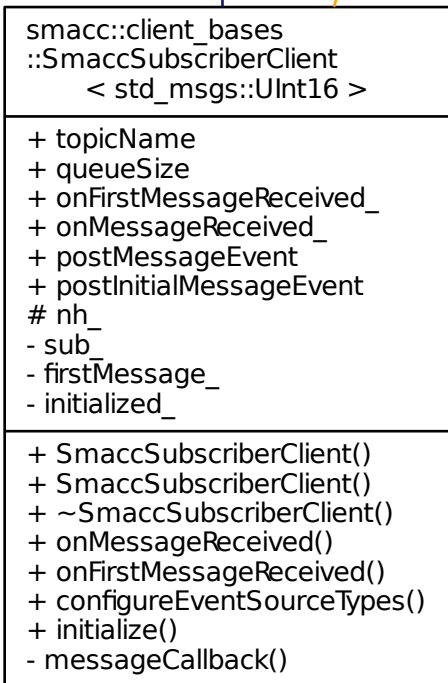 smacc::client_bases
::SmaccSubscriberClient
< std_msgs::UInt16 >
+ topicName
+ queueSize
+ onFirstMessageReceived_
+ onMessageReceived_
+ postMessageEvent
+ postInitialMessageEvent
# nh_
- sub_
- firstMessage_
- initialized_
+ SmaccSubscriberClient()
+ SmaccSubscriberClient()
+ ~SmaccSubscriberClient()
+ onMessageReceived()
+ onFirstMessageReceived()
+ configureEventSourceTypes()
+ initialize()
- messageCallback()